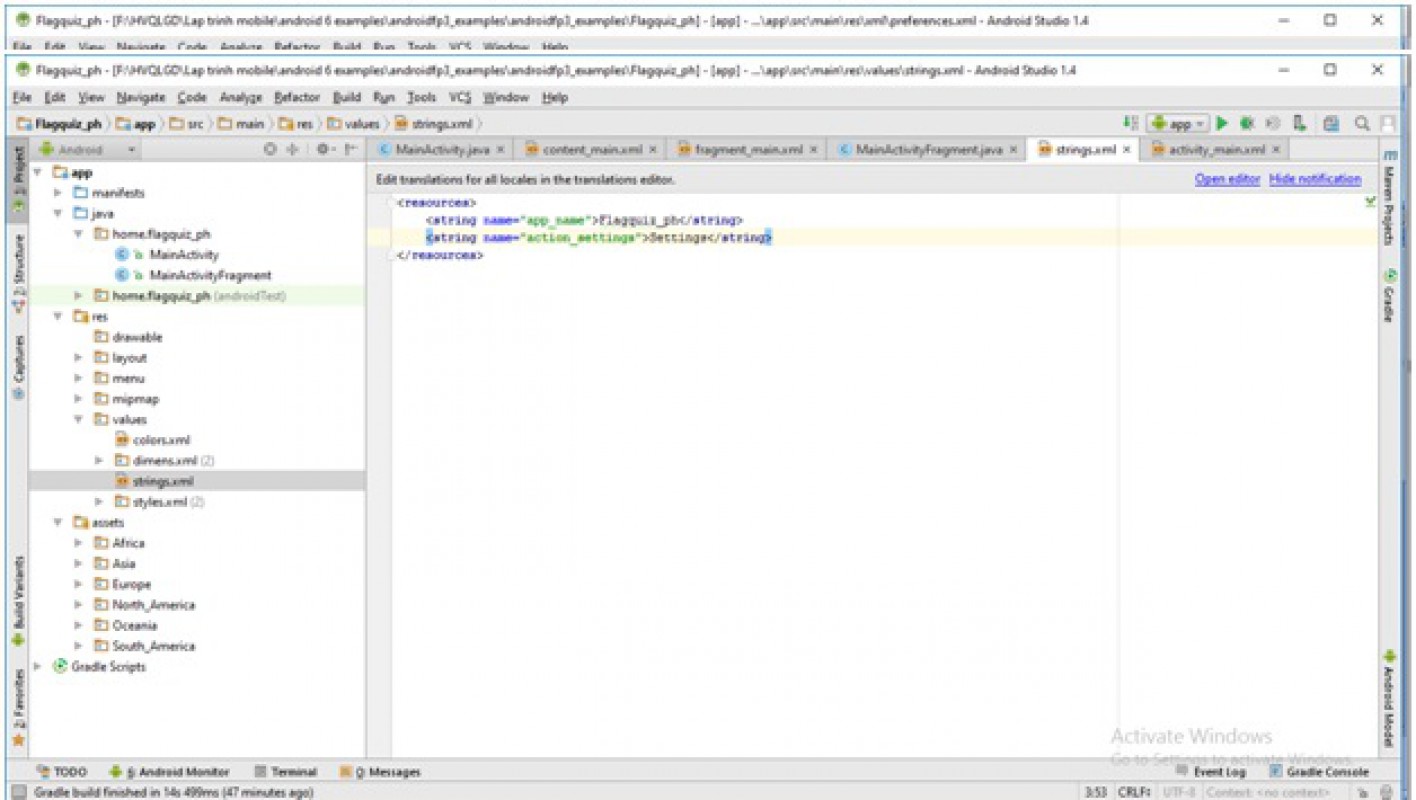 Flagquiz_ph - [F:\HVQLGD\Lap trinh mobile\android 6 examples\androidfp3_examples\androidfp3_examples\Flagquiz_ph] - [app] - ...\app\src\main\res\xml\preferences.xml - Android Studio 1.4
File Edit View Navigate Code Analyze Refactor Build Run Tools VCS Window Help
Flagquiz_ph - [F:\HVQLGD\Lap trinh mobile\android 6 examples\androidfp3_examples\androidfp3_examples\Flagquiz_ph] - [app] - ...\app\src\main\res\values\strings.xml - Android Studio 1.4
File Edit View Navigate Code Analyze Refactor Build Run Tools VCS Window Help
Flagquiz_ph app src main res values strings.xml app
Android MainActivity.java content_main.xml fragment_main.xml MainActivityFragment.java strings.xml activity_main.xml
Edit translations for all locales in the translations editor. Open editor Hide notification
<resources>
<string name="app_name">Flagquiz_ph</string>
<string name="action_settings">Settings</string>
</resources>
app
manifests
java
home.flagquiz_ph
MainActivity
MainActivityFragment
home.flagquiz_ph (androidTest)
res
drawable
layout
menu
mipmap
values
colors.xml
dimens.xml (2)
strings.xml
styles.xml (2)
assets
Africa
Asia
Europe
North_America
Oceania
South_America
Gradle Scripts
1: Project
2: Structure
Captures
Build Variants
2: Favorites
Maven Projects
Gradle
Android Model
Activate Windows
Go to Settings to activate Windows.
TODO 6: Android Monitor Terminal 0: Messages Event Log Gradle Console
Gradle build finished in 14s 499ms (47 minutes ago) 3:53 CRLF UTF-8 Context: <no context>